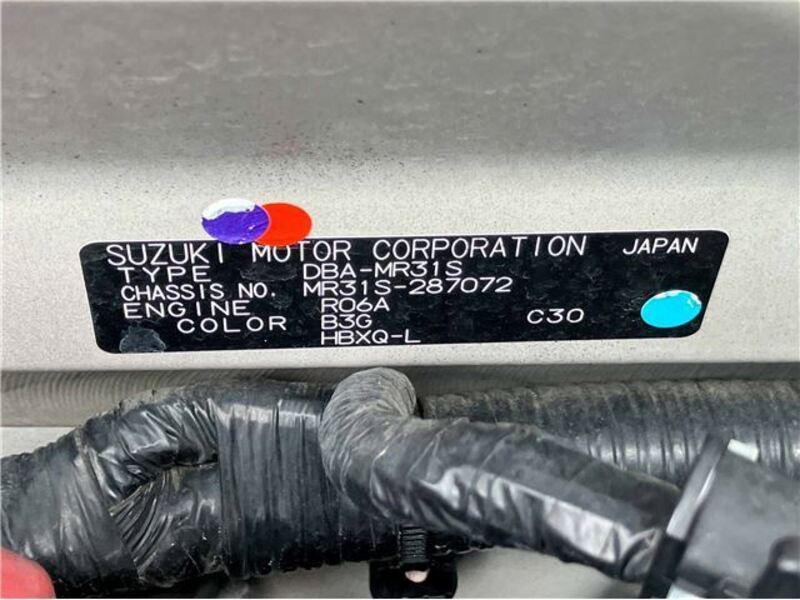 SUZUKI MOTOR CORPORATION JAPAN
TYPE DBA-MR31S
CHASSIS NO. MR31S-287072
ENGINE R06A
COLOR B3G C30
HBXQ-L